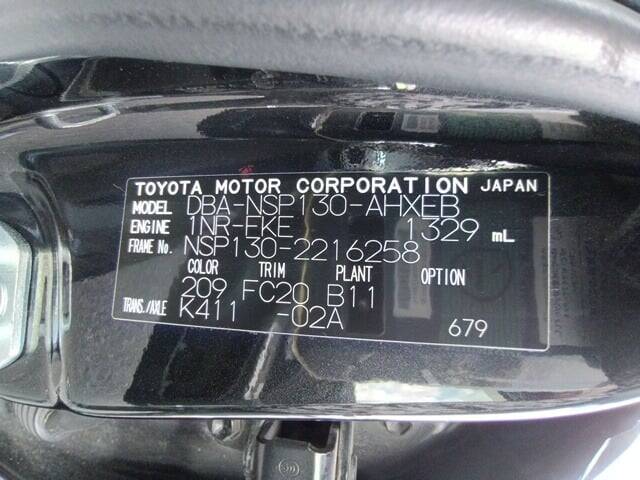 TOYOTA MOTOR CORPORATION JAPAN
MODEL DBA-NSP130-AHXEB
ENGINE 1NR-FKE 1329 mL
FRAME No. NSP130-2216258
COLOR TRIM PLANT OPTION
209 FC20 B11
TRANS./AXLE K411 -02A
679